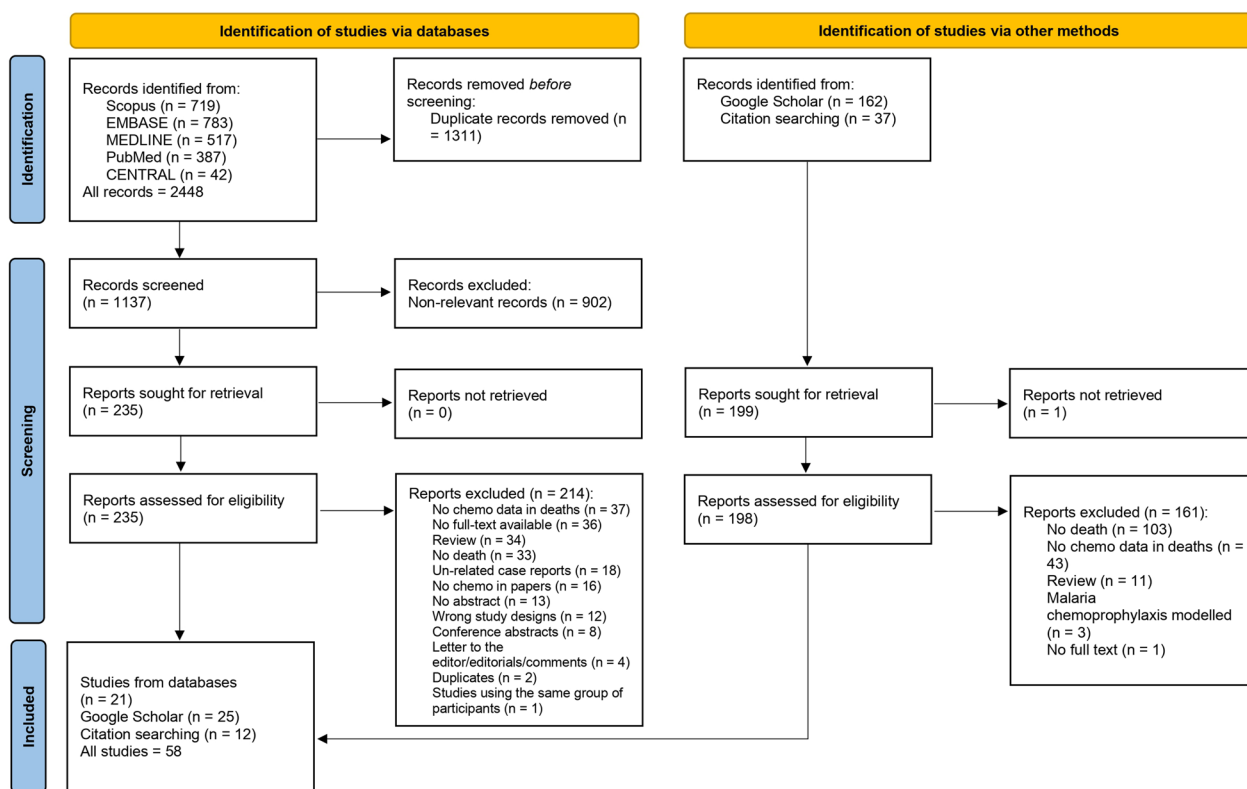 Identification of studies via databases
Identification of studies via other methods
Identification
Records identified from:
Scopus (n = 719)
EMBASE (n = 783)
MEDLINE (n = 517)
PubMed (n = 387)
CENTRAL (n = 42)
All records = 2448
Records removed before
screening:
Duplicate records removed (n
= 1311)
Records identified from:
Google Scholar (n = 162)
Citation searching (n = 37)
Screening
Records screened
(n = 1137)
Records excluded:
Non-relevant records (n = 902)
Reports sought for retrieval
(n = 235)
Reports not retrieved
(n = 0)
Reports sought for retrieval
(n = 199)
Reports not retrieved
(n = 1)
Reports assessed for eligibility
(n = 235)
Reports excluded (n = 214):
No chemo data in deaths (n = 37)
No full-text available (n = 36)
Review (n = 34)
No death (n = 33)
Un-related case reports (n = 18)
No chemo in papers (n = 16)
No abstract (n = 13)
Wrong study designs (n = 12)
Conference abstracts (n = 8)
Letter to the
editor/editorials/comments (n = 4)
Duplicates (n = 2)
Studies using the same group of
participants (n = 1)
Reports assessed for eligibility
(n = 198)
Reports excluded (n = 161):
No death (n = 103)
No chemo data in deaths (n =
43)
Review (n = 11)
Malaria
chemoprophylaxis modelled
(n = 3)
No full text (n = 1)
Included
Studies from databases
(n = 21)
Google Scholar (n = 25)
Citation searching (n = 12)
All studies = 58